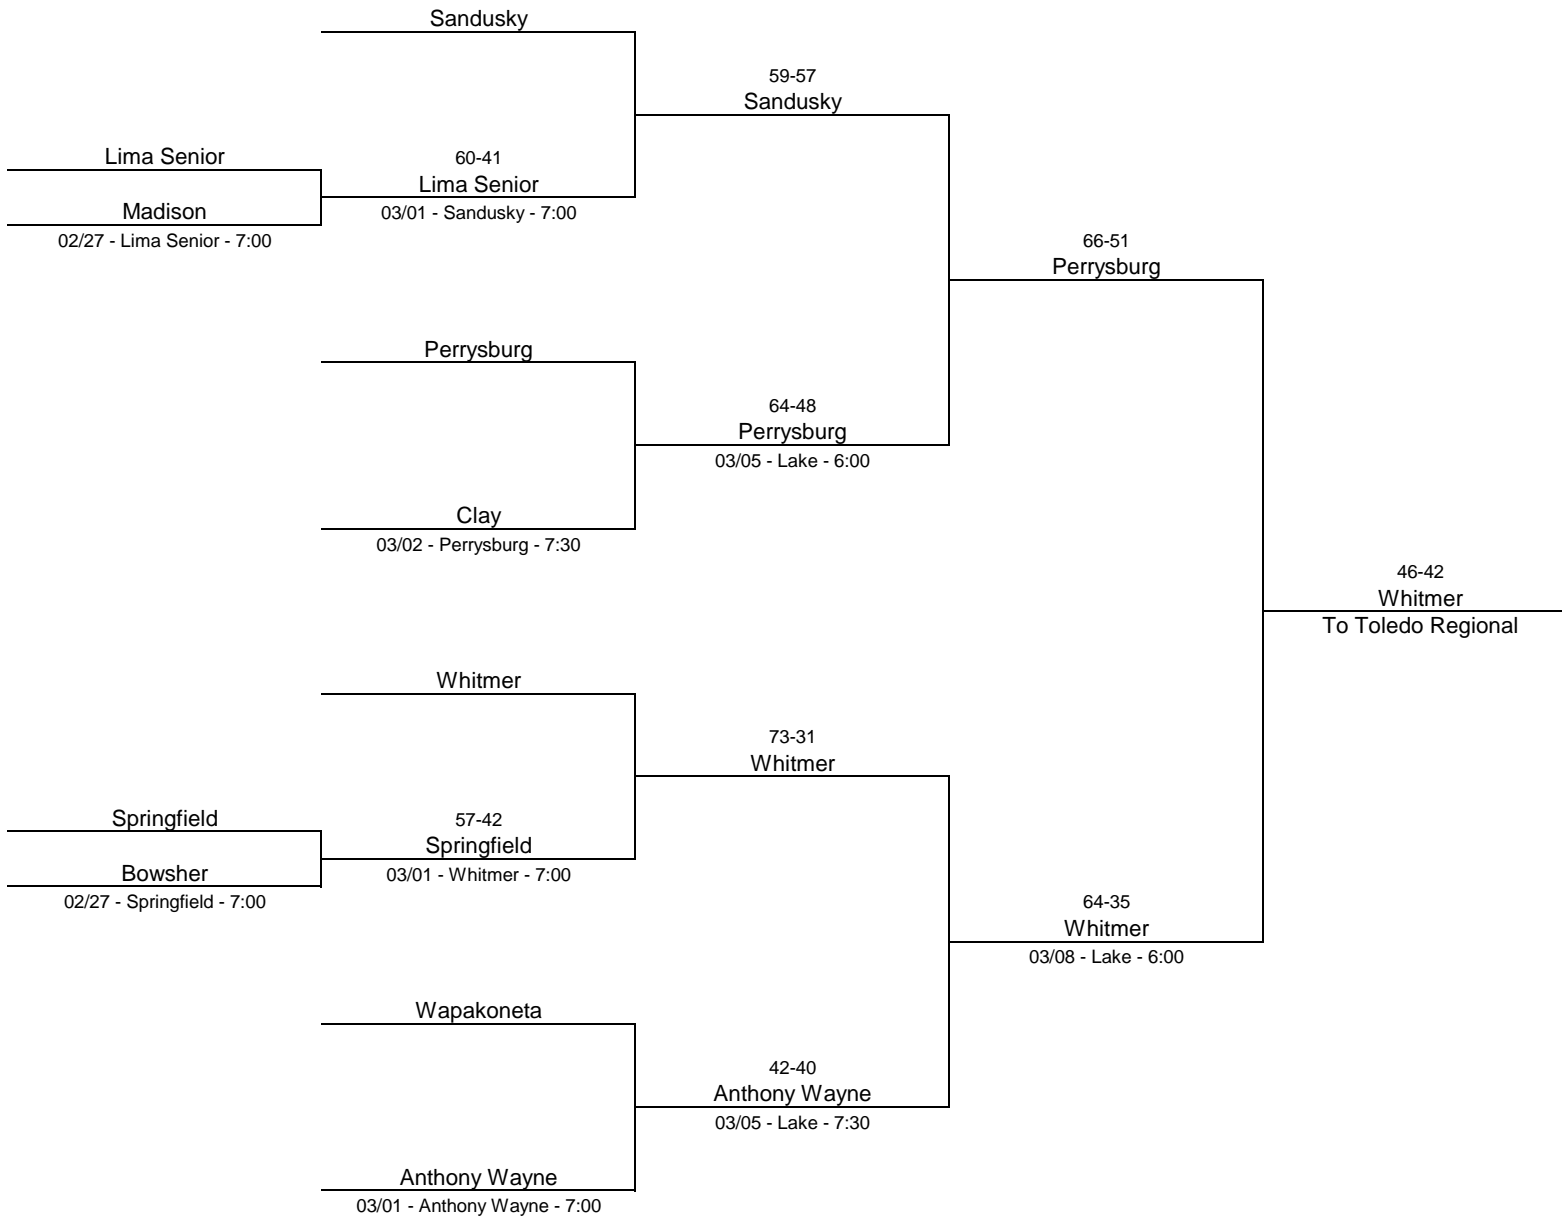 Sandusky
59-57
Sandusky
Lima Senior
60-41
Lima Senior
Madison
03/01 - Sandusky - 7:00
02/27 - Lima Senior - 7:00
66-51
Perrysburg
Perrysburg
64-48
Perrysburg
03/05 - Lake - 6:00
Clay
03/02 - Perrysburg - 7:30
46-42
Whitmer
To Toledo Regional
Whitmer
73-31
Whitmer
Springfield
57-42
Springfield
Bowsher
03/01 - Whitmer - 7:00
02/27 - Springfield - 7:00
64-35
Whitmer
03/08 - Lake - 6:00
Wapakoneta
42-40
Anthony Wayne
03/05 - Lake - 7:30
Anthony Wayne
03/01 - Anthony Wayne - 7:00